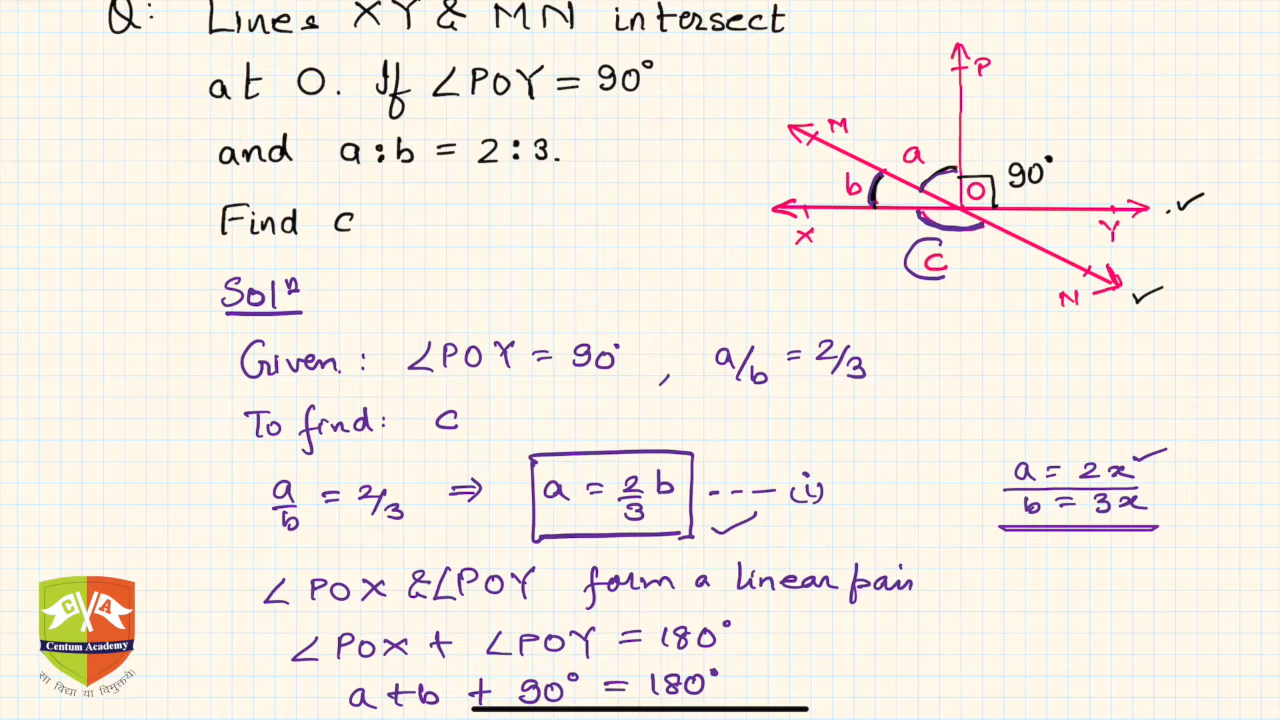 Q: Lines XY & MN intersect
at O. If ∠POY = 90°
and a:b = 2:3.
Find c
P
M
a
90°
b
O
X
Y
c
N
Solⁿ
Given: ∠POY = 90°, a/b = 2/3
To find: c
a/b = 2/3 ⇒ a = 2/3 b ---- (i)
a = 2x
b = 3x
∠POX & ∠POY form a linear pair
∠POX + ∠POY = 180°
a+b + 90° = 180°
C A
Centum Academy
सा विद्या या विमुक्तये।